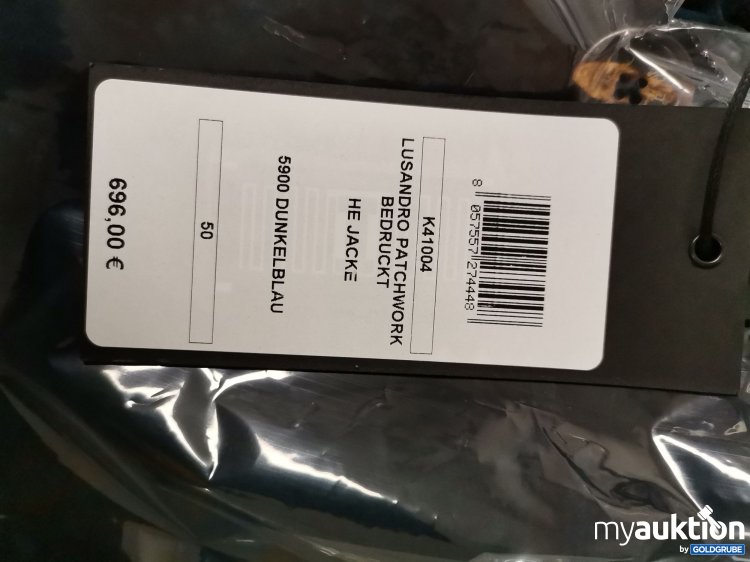 8 057557 274448
K41004
LUSANDRO PATCHWORK
BEDRUCKT
HE JACKE
5900 DUNKELBLAU
50
696,00 €
myauktion
by GOLDGRUBE